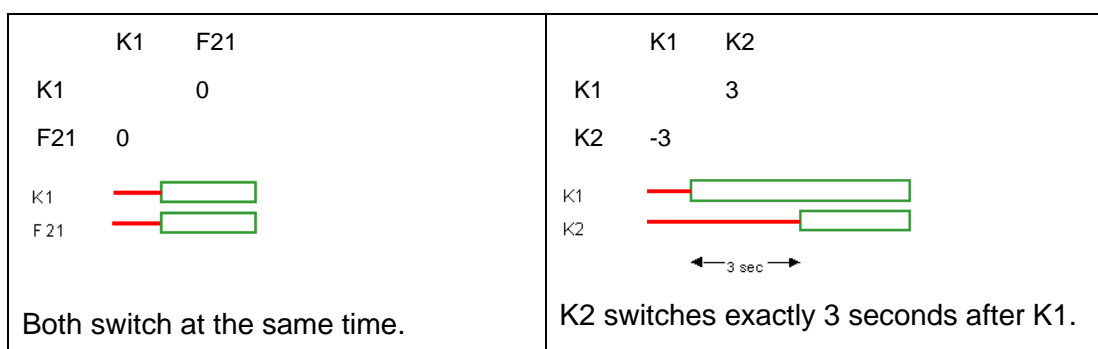 K1 F21
K1 0
F21 0
K1
F21
Both switch at the same time.
K1 K2
K1 3
K2 -3
K1
K2
3 sec
K2 switches exactly 3 seconds after K1.